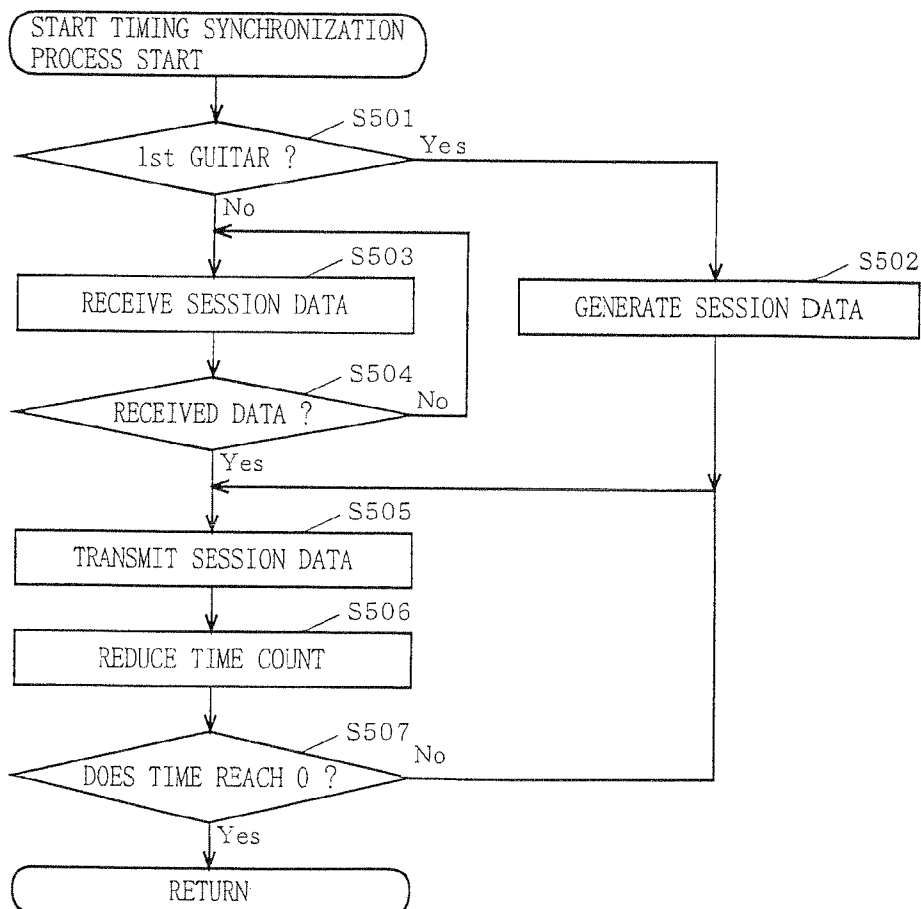 START TIMING SYNCHRONIZATION
PROCESS START
S501
1st GUITAR ?
Yes
No
S503
RECEIVE SESSION DATA
S502
GENERATE SESSION DATA
S504
RECEIVED DATA ?
No
Yes
S505
TRANSMIT SESSION DATA
S506
REDUCE TIME COUNT
S507
DOES TIME REACH 0 ?
No
Yes
RETURN